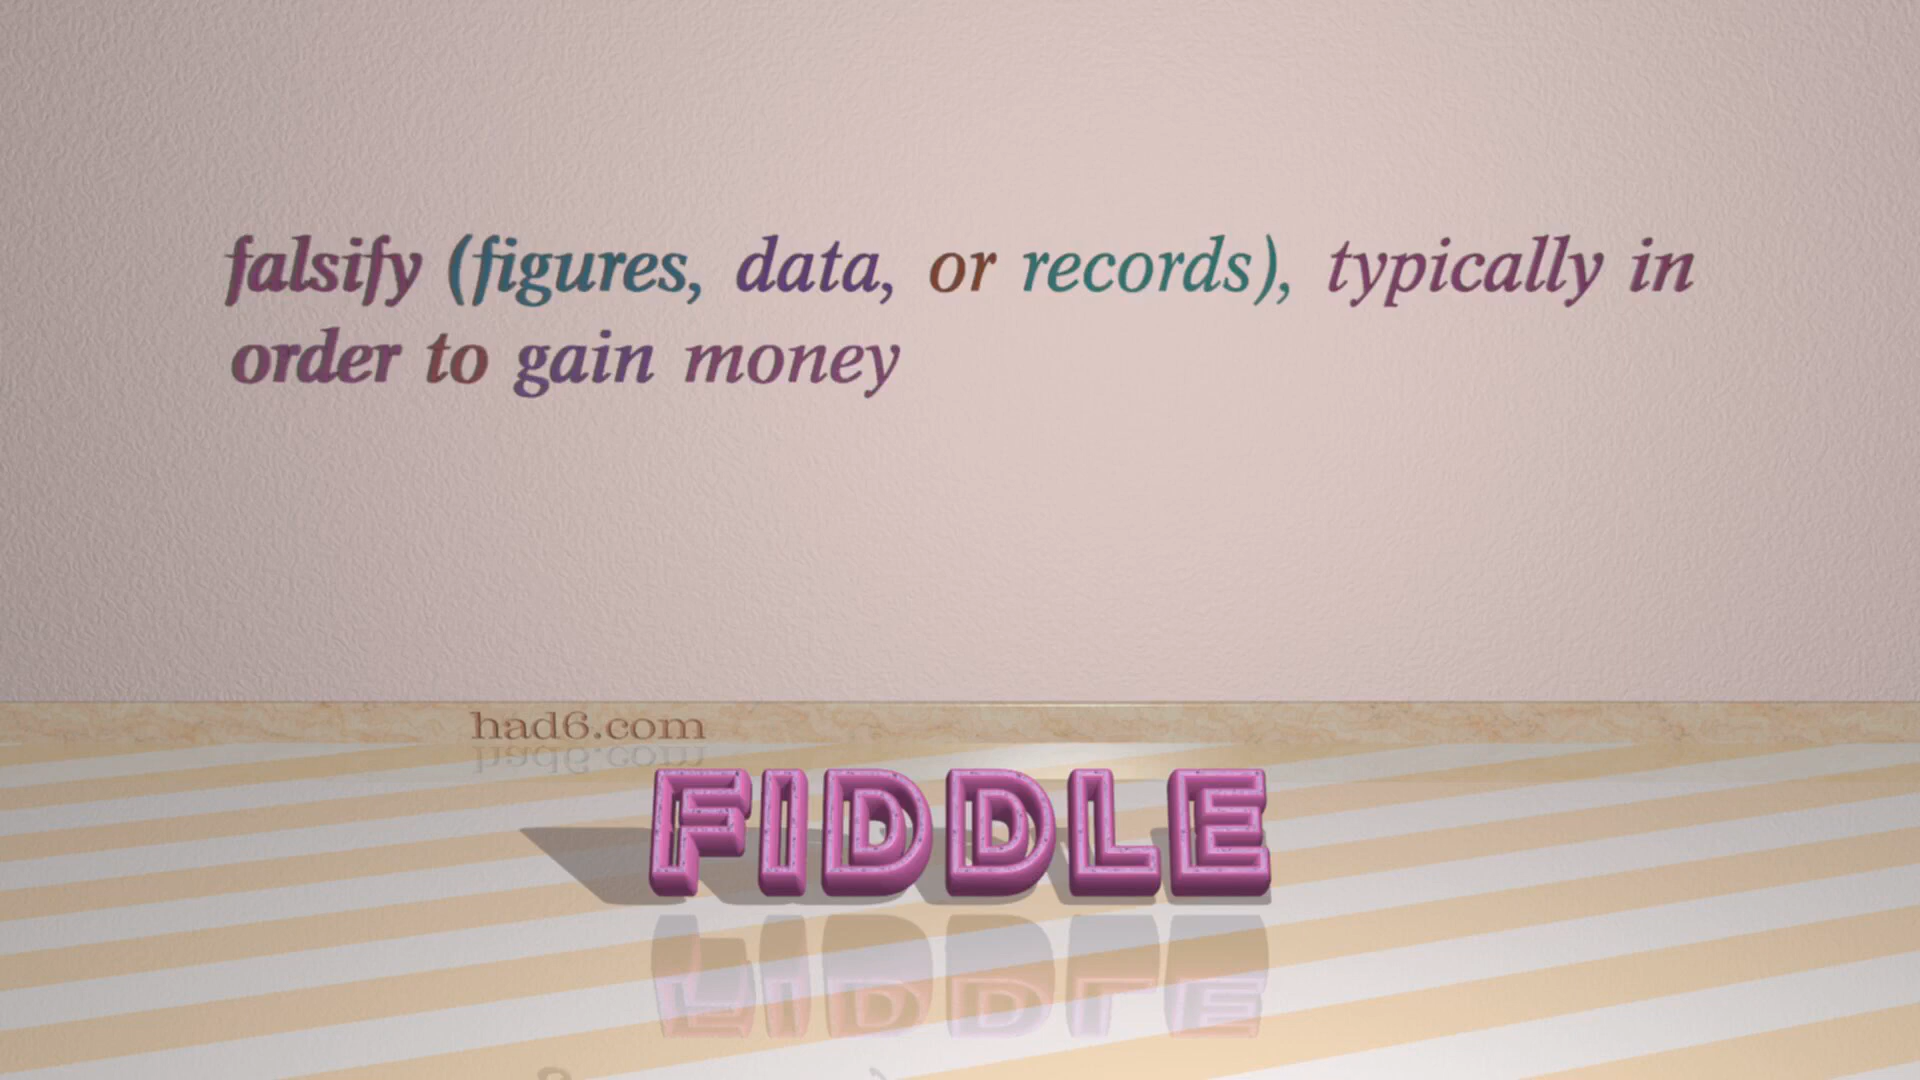 falsify (figures, data, or records), typically in
order to gain money
had6.com
FIDDLE